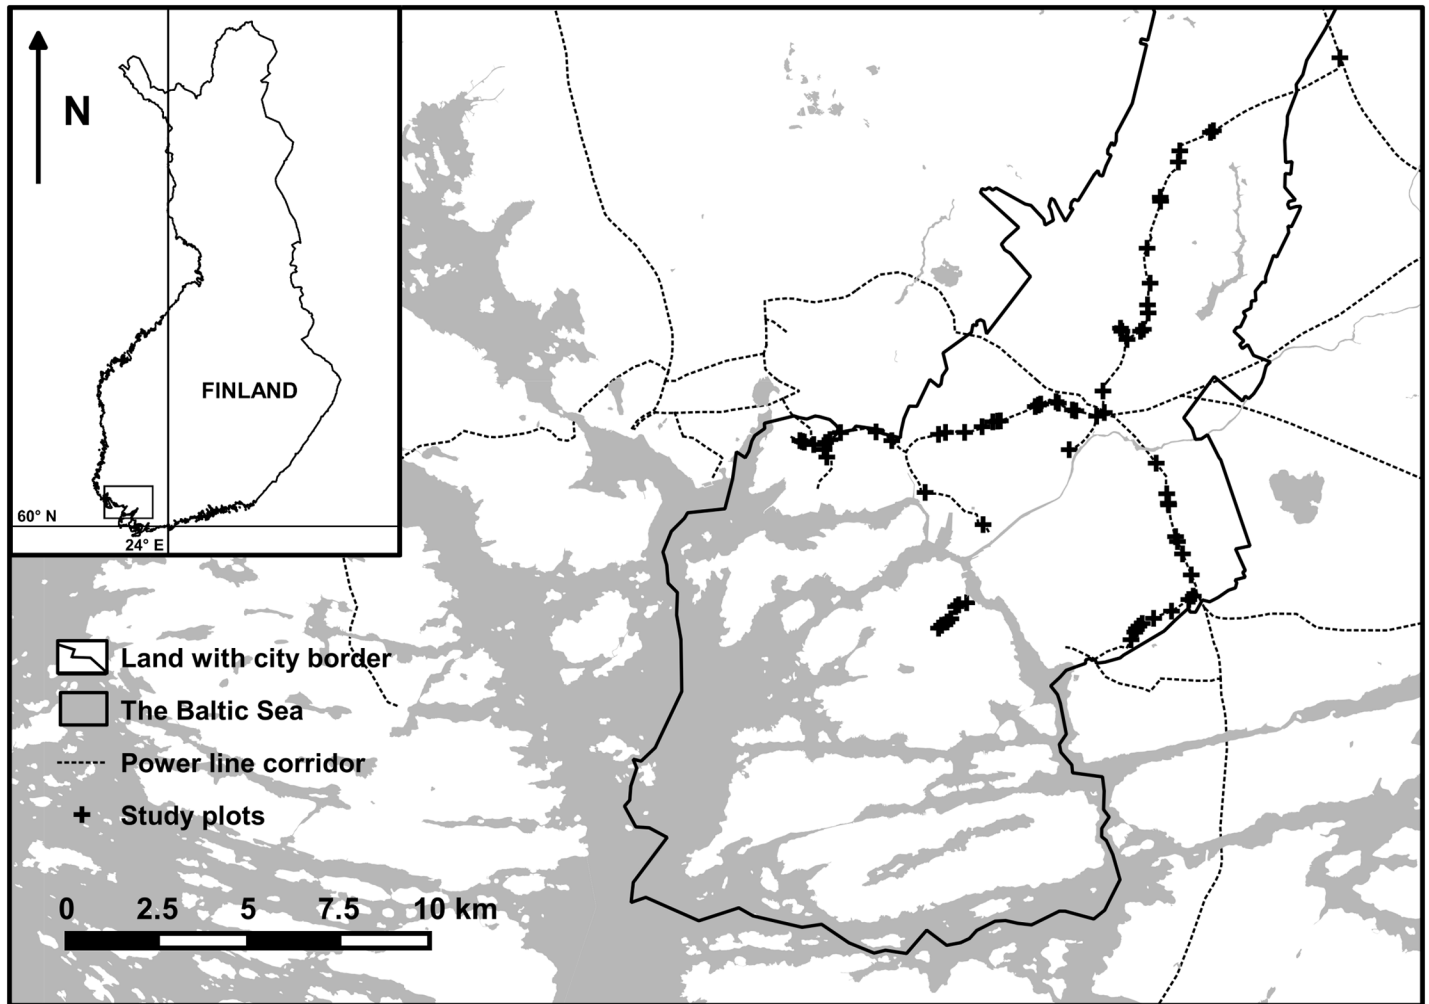 N
FINLAND
60° N
24° E
Land with city border
The Baltic Sea
Power line corridor
Study plots
0 2.5 5 7.5 10 km